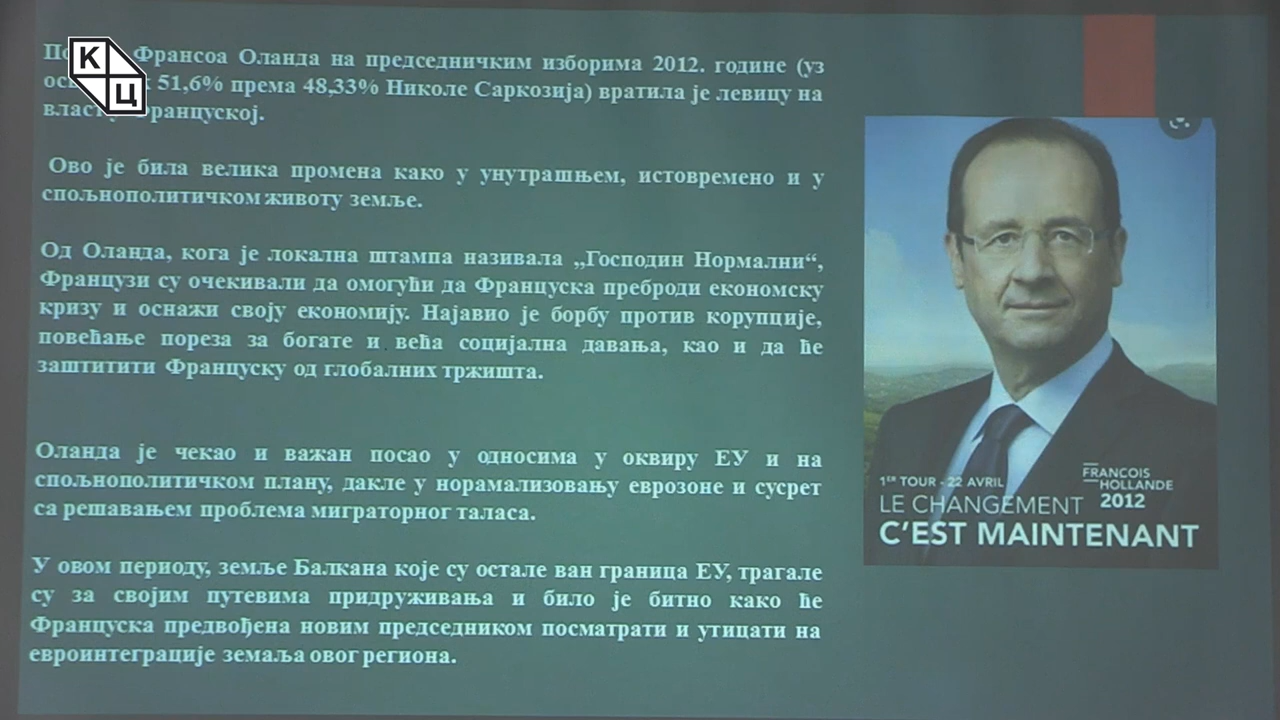 К
Ц
Франсоа Оланда на председничким изборима 2012. године (уз
51,6% према 48,33% Николе Саркозија) вратила је левицу на
Ово је била велика промена како у унутрашњем, истовремено и у
спољнополитичком животу земље.
Од Оланда, кога је локална штампа називала „Господин Нормални“,
Французи су очекивали да омогући да Француска преброди економску
кризу и оснажи своју економију. Најавио је борбу против корупције,
повећање пореза за богате и већа социјална давања, као и да ће
заштитити Француску од глобалних тржишта.
Оланда је чекао и важан посао у односима у оквиру ЕУ и на
спољнополитичком плану, дакле у норамализовању еврозоне и сусрет
са решавањем проблема миграторног таласа.
У овом периоду, земље Балкана које су остале ван граница ЕУ, трагале
су за својим путевима придруживања и било је битно како ће
Француска предвођена новим председником посматрати и утицати на
евроинтеграције земаља овог региона.
1ER TOUR - 22 AVRIL
FRANCOIS
HOLLANDE
2012
LE CHANGEMENT
C'EST MAINTENANT